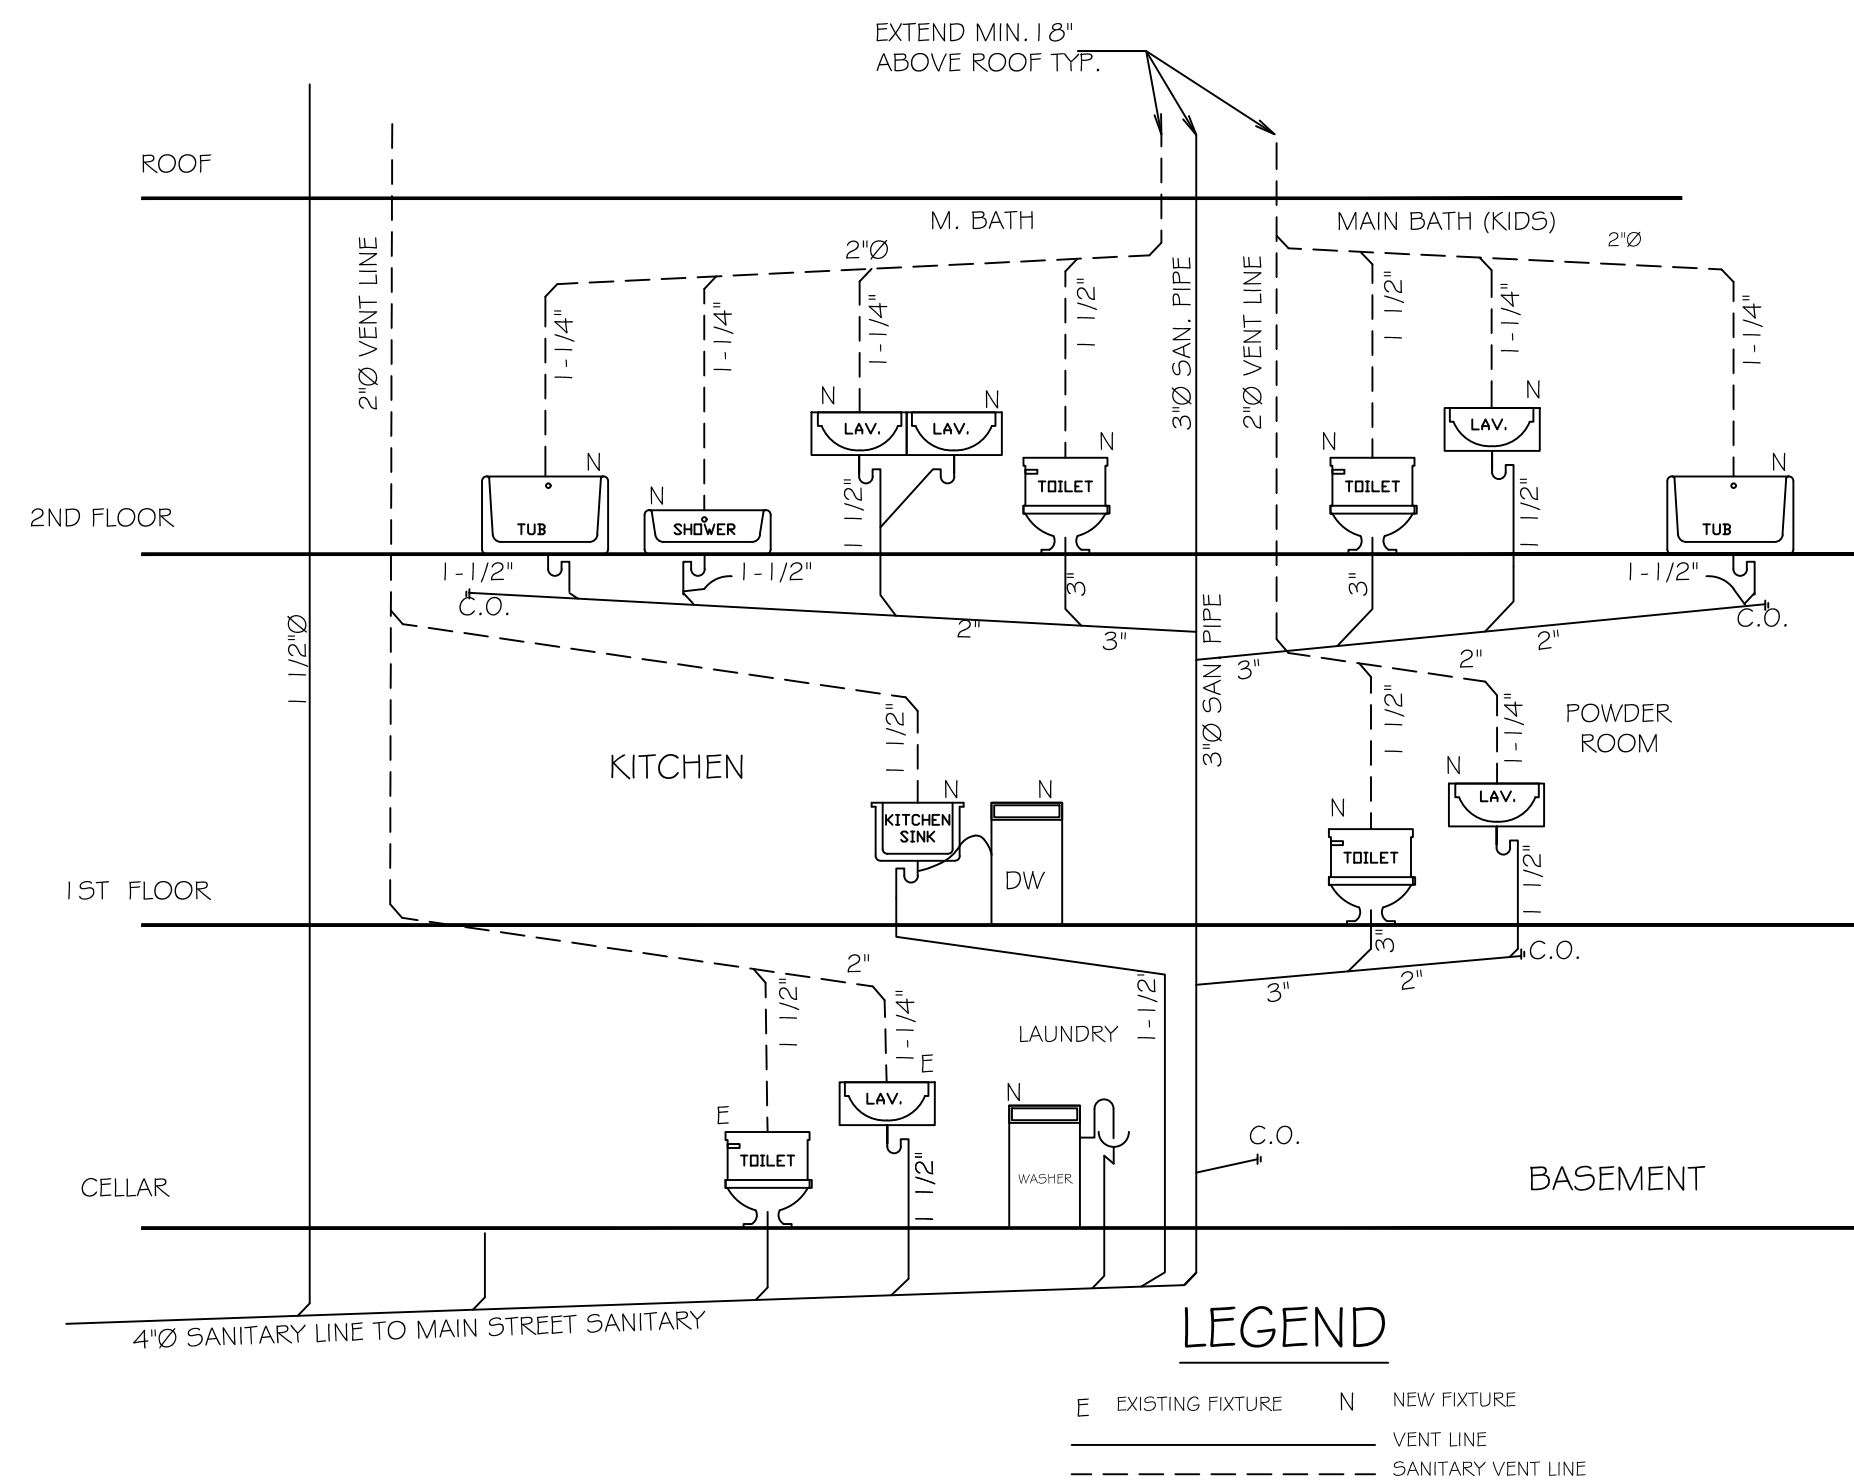 EXTEND MIN. 18"
ABOVE ROOF TYP.
ROOF
M. BATH
MAIN BATH (KIDS)
2"Ø
2"Ø
2"Ø VENT LINE
3"Ø SAN. PIPE
2"Ø VENT LINE
1-1/4"
1-1/4"
1-1/4"
1 1/2"
1 1/2"
1-1/4"
1-1/4"
N
N
N
LAV.
LAV.
LAV.
N
N
N
N
N
TOILET
TOILET
1 1/2"
1 1/2"
2ND FLOOR
TUB
SHOWER
TUB
1-1/2"
1-1/2"
3"
3"
1-1/2"
C.O.
C.O.
2"
3"
2"
3"
2"
1 1/2"Ø
3"Ø SAN. PIPE
1 1/2"
1 1/2"
1-1/4"
POWDER
ROOM
KITCHEN
N
N
N
N
KITCHEN
SINK
LAV.
TOILET
DW
1 1/2"
1ST FLOOR
3"
C.O.
2"
3"
2"
1 1/2"
1-1/4"
1-1/2"
LAUNDRY
E
N
LAV.
E
C.O.
TOILET
WASHER
1 1/2"
CELLAR
BASEMENT
4"Ø SANITARY LINE TO MAIN STREET SANITARY
LEGEND
E EXISTING FIXTURE N NEW FIXTURE
VENT LINE
SANITARY VENT LINE